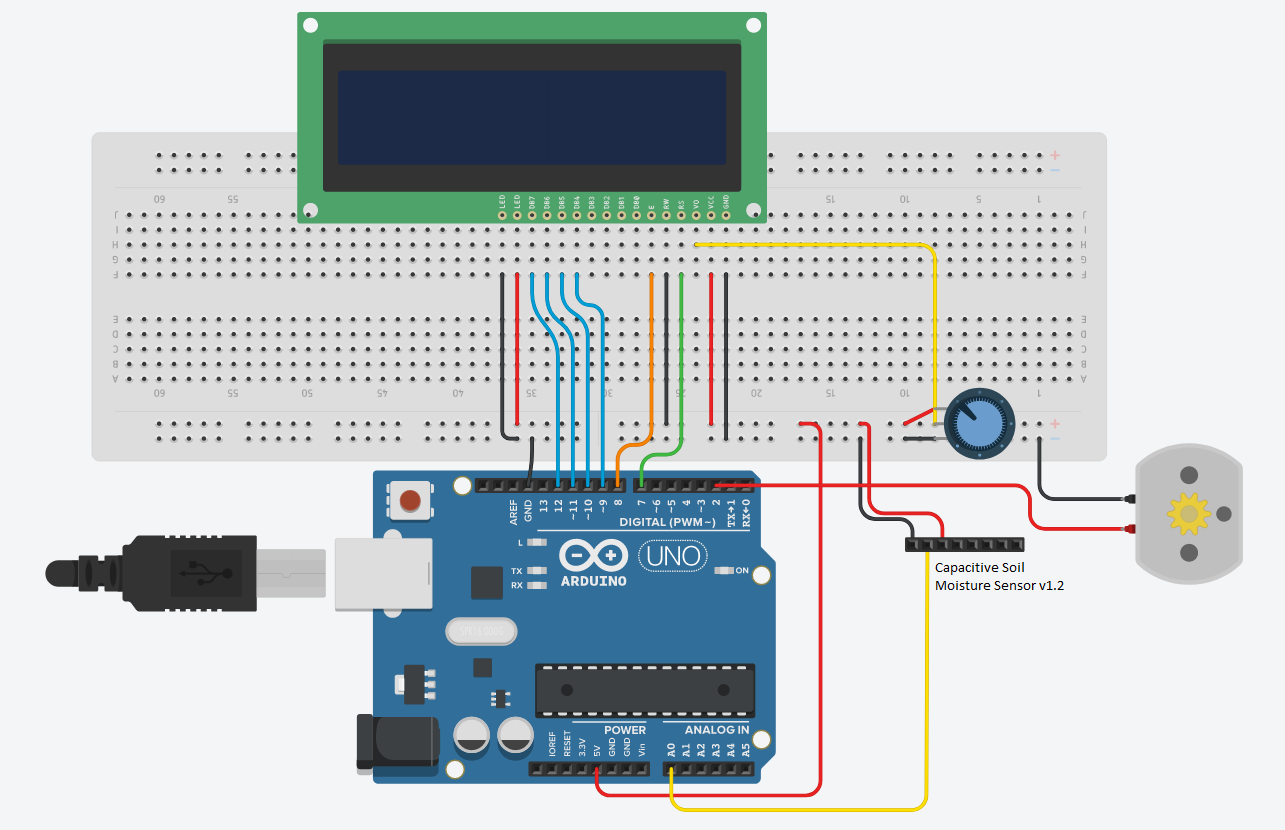 LED LED DB7 DB6 DB5 DB4 DB3 DB2 DB1 DB0 E RW RS VO VCC GND
+
−
60 55 15 10 5 1
J J
I I
H H
G G
F F
E E
D D
C C
B B
A A
60 55 50 45 40 35 30 25 20 15 10 1
+
−
AREF GND 13 12 ~11 ~10 ~9 8 7 ~6 ~5 4 ~3 2 TX→1 RX←0
DIGITAL (PWM~)
L
TX
RX
UNO
ON
ARDUINO
Capacitive Soil
Moisture Sensor v1.2
POWER ANALOG IN
IOREF RESET 3.3V 5V GND GND Vin A0 A1 A2 A3 A4 A5